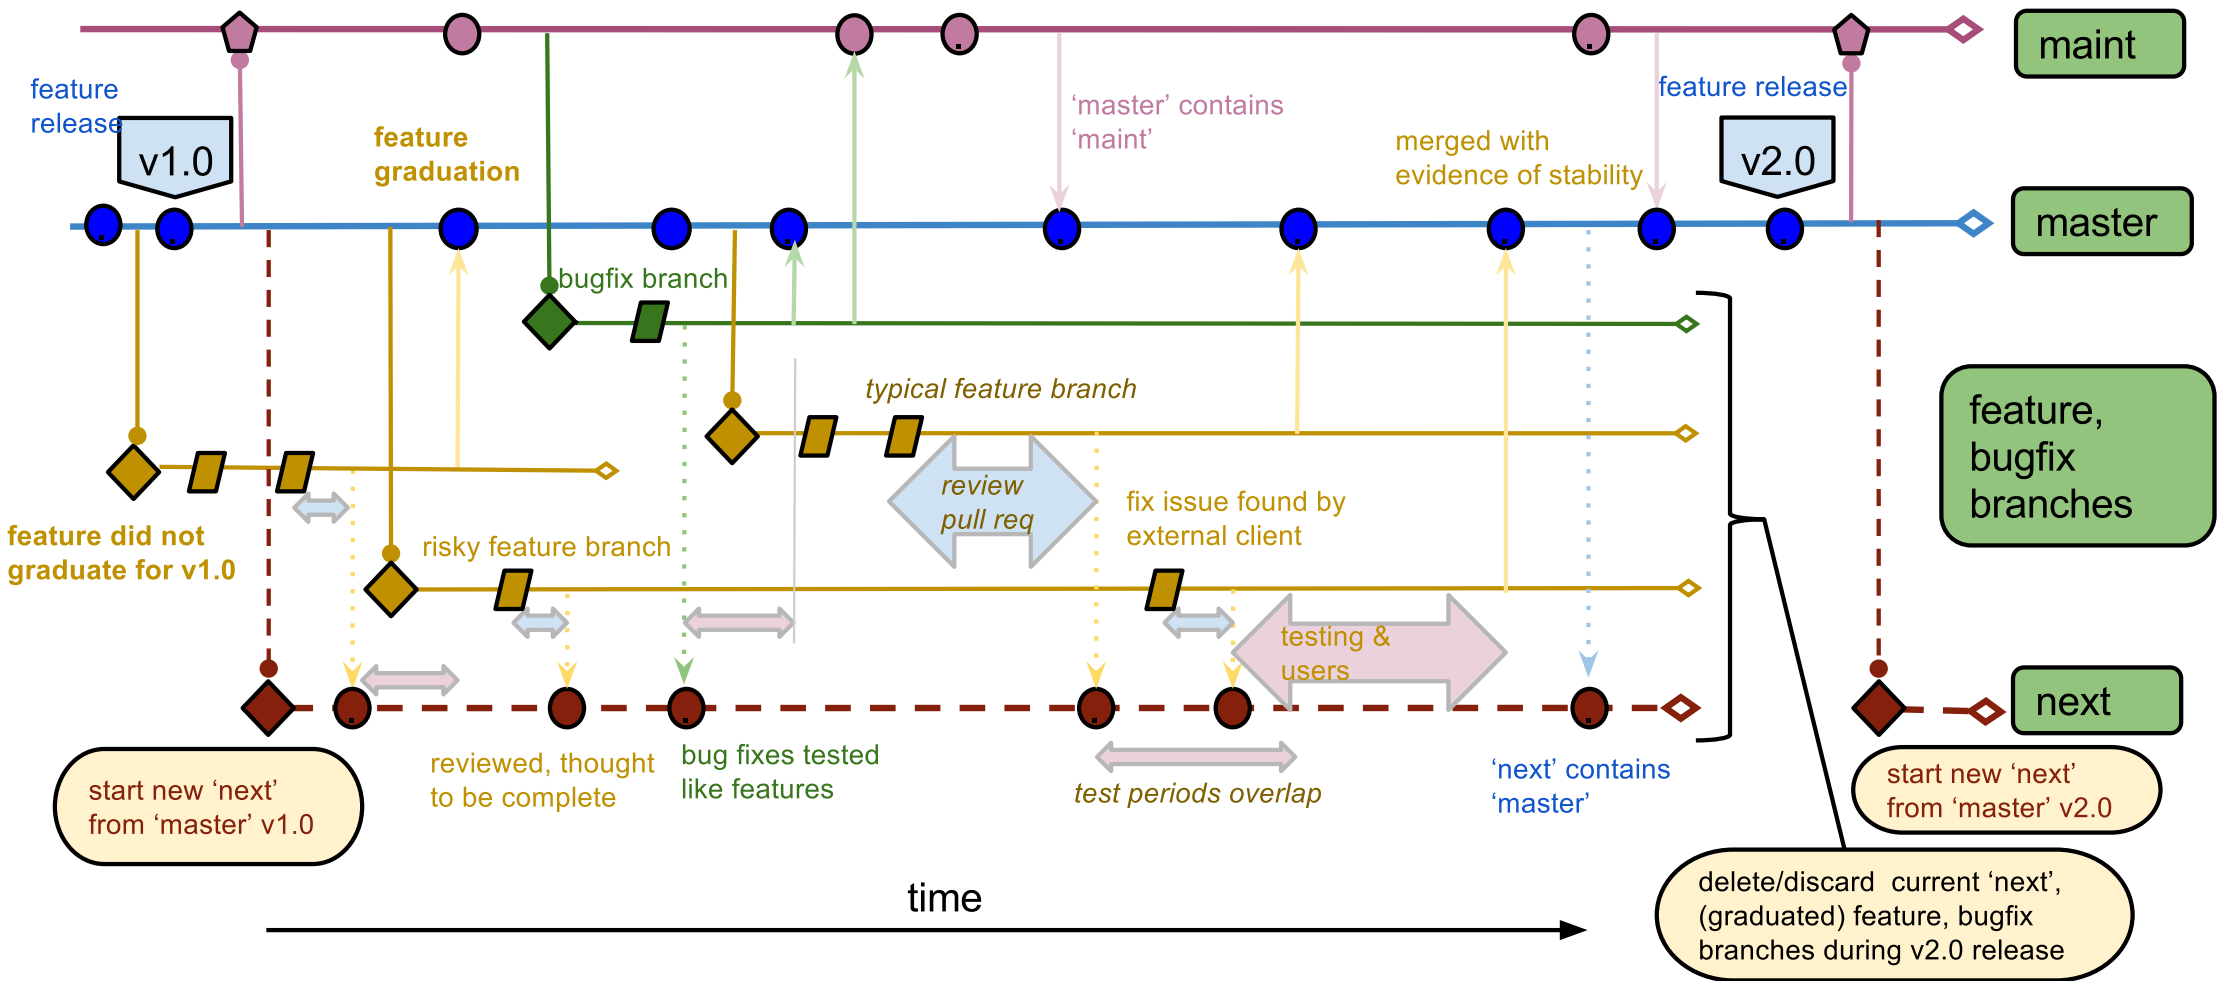 maint
feature
release
feature release
‘master’ contains
‘maint’
feature
graduation
merged with
evidence of stability
v1.0
v2.0
master
bugfix branch
typical feature branch
feature,
bugfix
branches
review
pull req
fix issue found by
external client
feature did not
graduate for v1.0
risky feature branch
testing &
users
next
reviewed, thought
to be complete
bug fixes tested
like features
test periods overlap
‘next’ contains
‘master’
start new ‘next’
from ‘master’ v1.0
start new ‘next’
from ‘master’ v2.0
time
delete/discard  current ‘next’,
(graduated) feature, bugfix
branches during v2.0 release